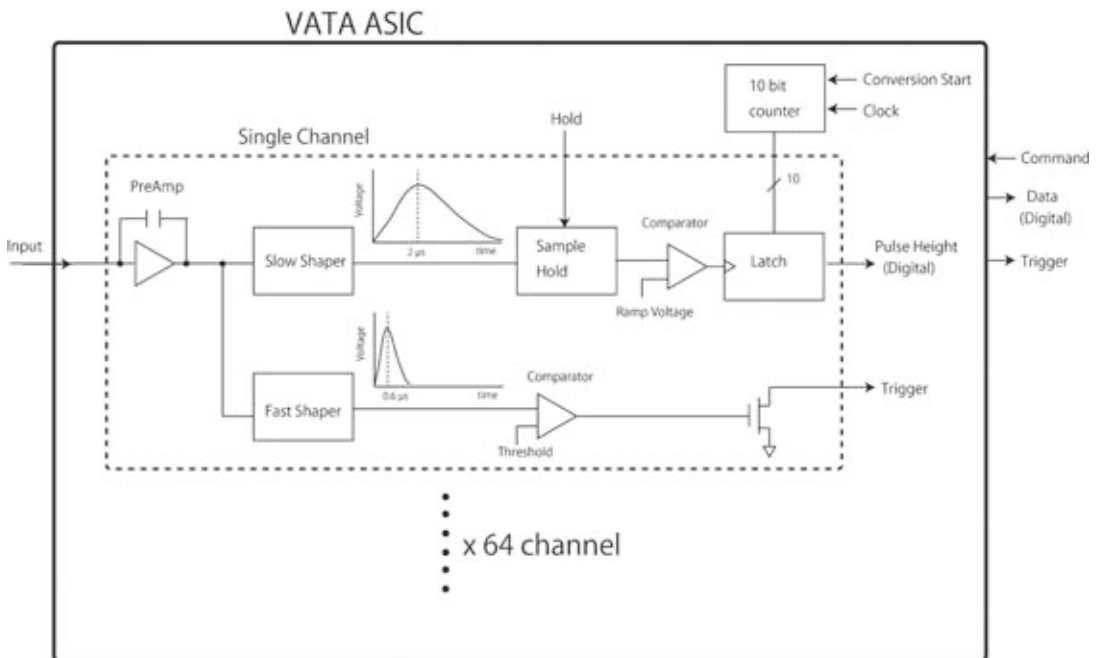 VATA ASIC
10 bit
counter
Conversion Start
Clock
Hold
Single Channel
Command
PreAmp
10
Voltage
2 μs
time
Comparator
Data
(Digital)
Input
Slow Shaper
Sample
Hold
Latch
Pulse Height
(Digital)
Trigger
Ramp Voltage
Voltage
0.6 μs
time
Comparator
Fast Shaper
Trigger
Threshold
x 64 channel